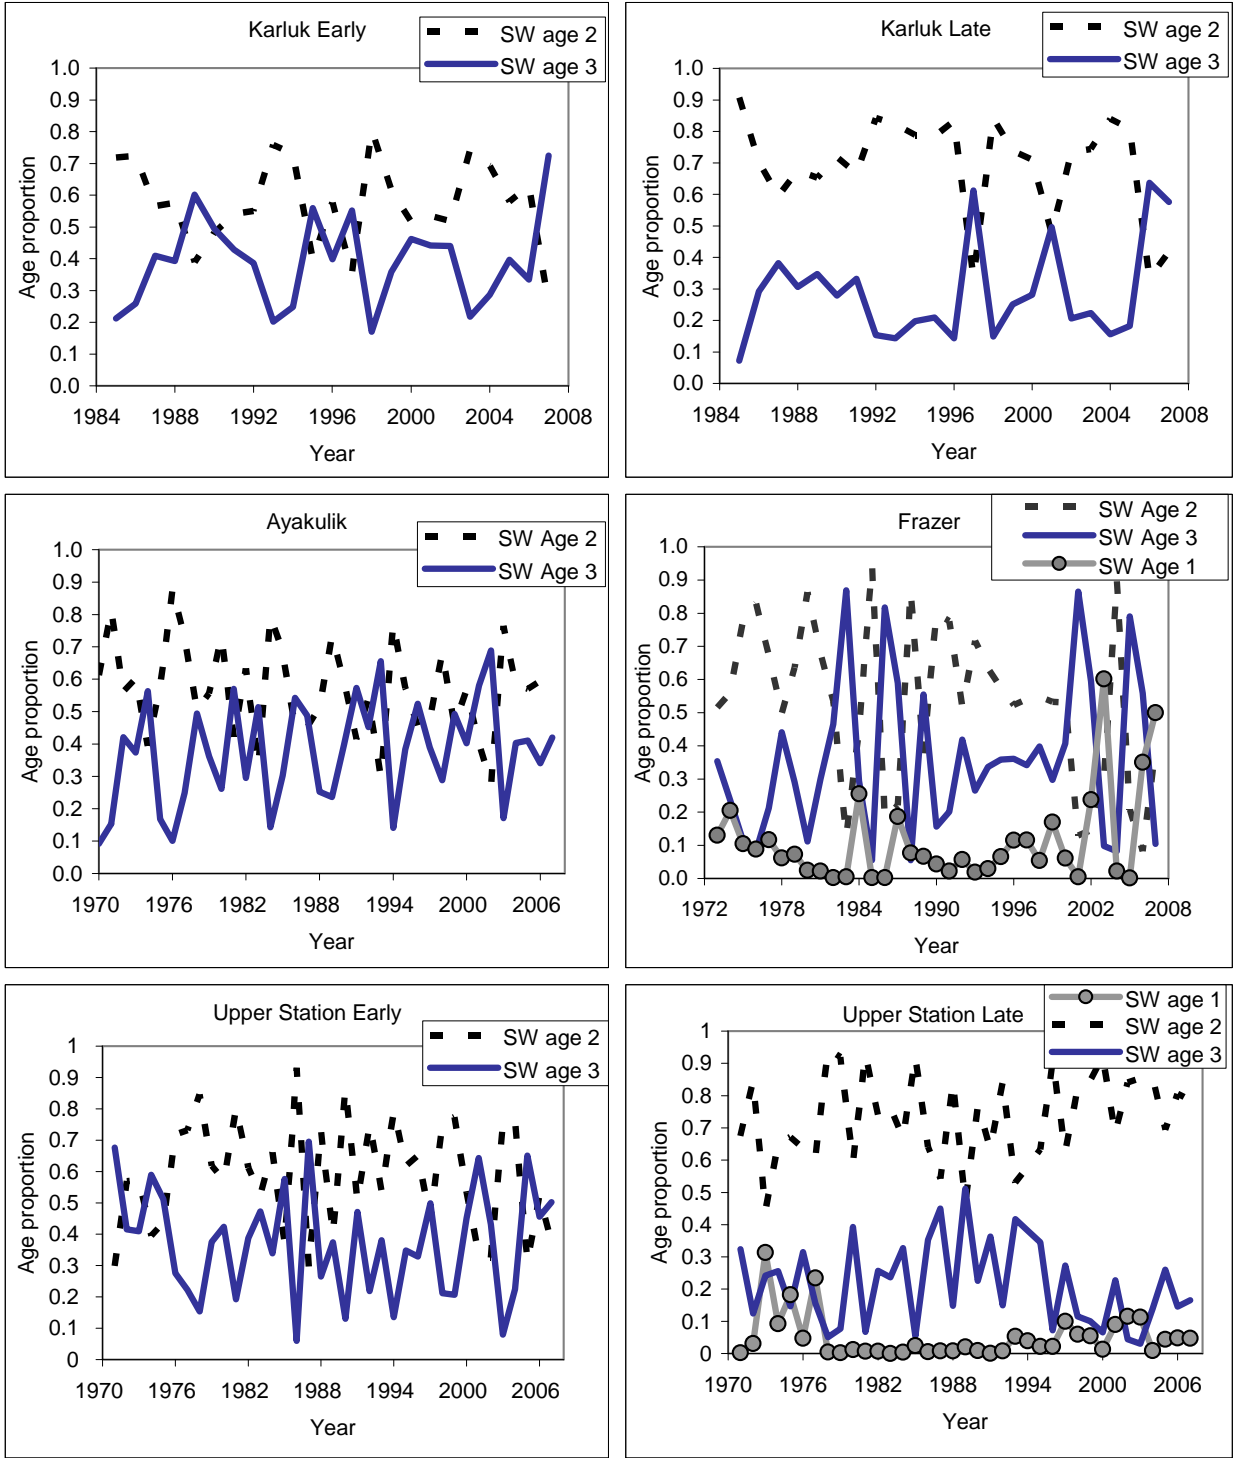 Karluk Early
SW age 2
SW age 3
1.0
0.9
0.8
0.7
0.6
0.5
0.4
0.3
0.2
0.1
0.0
Age proportion
1984 1988 1992 1996 2000 2004 2008
Year
Karluk Late
SW age 2
SW age 3
1.0
0.9
0.8
0.7
0.6
0.5
0.4
0.3
0.2
0.1
0.0
Age proportion
1984 1988 1992 1996 2000 2004 2008
Year
Ayakulik
SW Age 2
SW Age 3
1.0
0.9
0.8
0.7
0.6
0.5
0.4
0.3
0.2
0.1
0.0
Age proportion
1970 1976 1982 1988 1994 2000 2006
Year
Frazer
SW Age 2
SW Age 3
SW Age 1
1.0
0.9
0.8
0.7
0.6
0.5
0.4
0.3
0.2
0.1
0.0
Age proportion
1972 1978 1984 1990 1996 2002 2008
Year
Upper Station Early
SW age 2
SW age 3
1
0.9
0.8
0.7
0.6
0.5
0.4
0.3
0.2
0.1
0
Age proportion
1970 1976 1982 1988 1994 2000 2006
Year
Upper Station Late
SW age 1
SW age 2
SW age 3
1
0.9
0.8
0.7
0.6
0.5
0.4
0.3
0.2
0.1
0
Age proportion
1970 1976 1982 1988 1994 2000 2006
Year